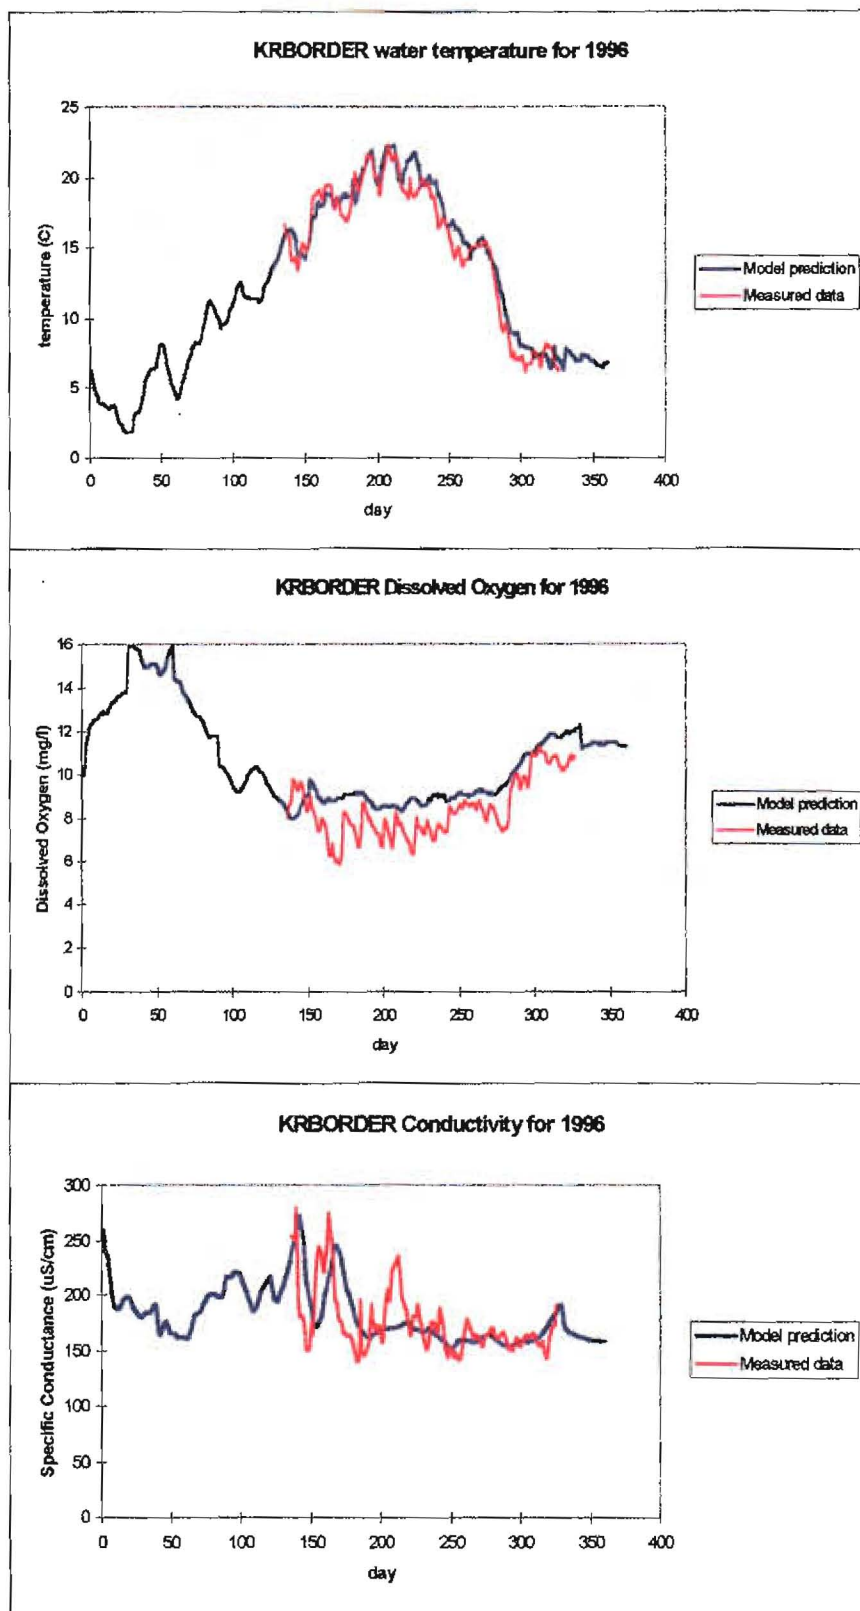 KRBORDER water temperature for 1996
25
20
15
10
5
0
temperature (C)
0 50 100 150 200 250 300 350 400
day
Model prediction
Measured data
KRBORDER Dissolved Oxygen for 1996
16
14
12
10
8
6
4
2
0
Dissolved Oxygen (mg/l)
0 50 100 150 200 250 300 350 400
day
Model prediction
Measured data
KRBORDER Conductivity for 1996
300
250
200
150
100
50
0
Specific Conductance (uS/cm)
0 50 100 150 200 250 300 350 400
day
Model prediction
Measured data